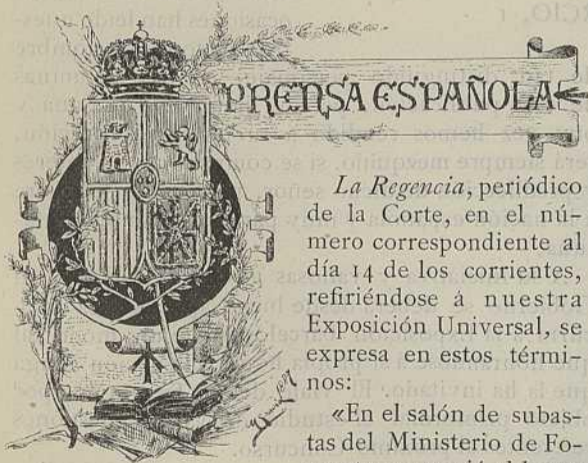 PRENSA ESPAÑOLA
La Regencia, periódico
de la Corte, en el nú-
mero correspondiente al
día 14 de los corrientes,
refiriéndose á nuestra
Exposición Universal, se
expresa en estos térmi-
nos:
«En el salón de subas-
tas del Ministerio de Fo-